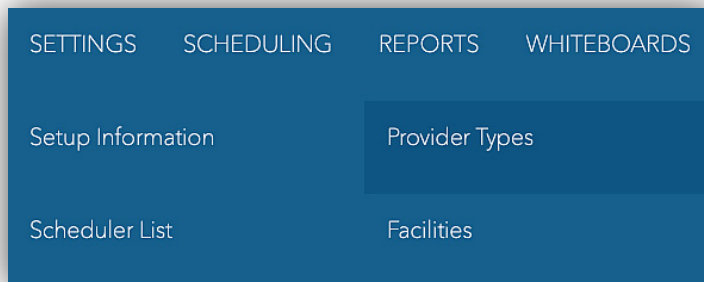 SETTINGS SCHEDULING REPORTS WHITEBOARDS
Setup Information Provider Types
Scheduler List Facilities